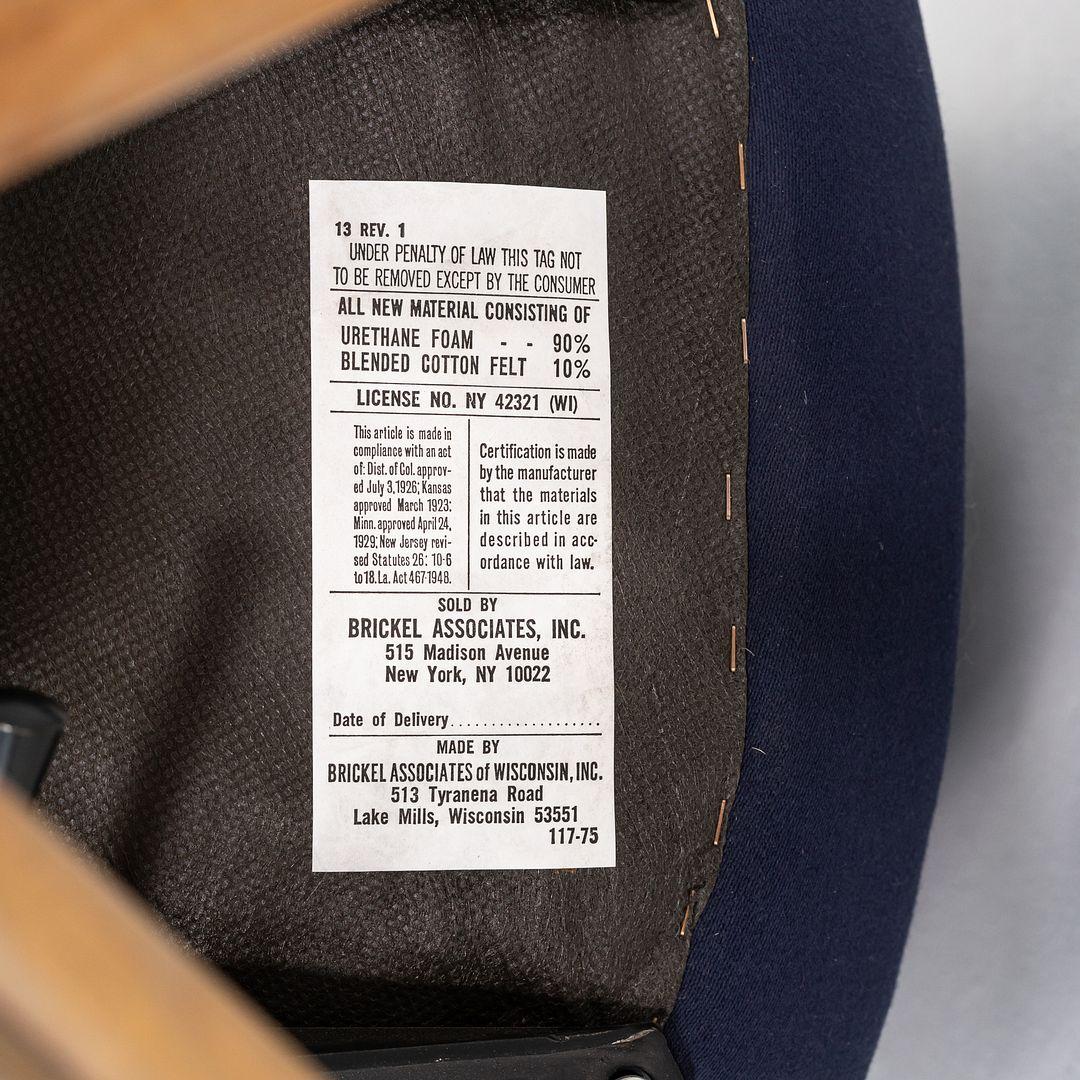 13 REV. 1
UNDER PENALTY OF LAW THIS TAG NOT
TO BE REMOVED EXCEPT BY THE CONSUMER
ALL NEW MATERIAL CONSISTING OF
URETHANE FOAM - - 90%
BLENDED COTTON FELT 10%
LICENSE NO. NY 42321 (WI)
This article is made in
compliance with an act
of: Dist. of Col. approv-
ed July 3,1926; Kansas
approved March 1923;
Minn. approved April 24,
1929; New Jersey revi-
sed Statutes 26: 10-6
to 18. La. Act 467-1948.
Certification is made
by the manufacturer
that the materials
in this article are
described in acc-
ordance with law.
SOLD BY
BRICKEL ASSOCIATES, INC.
515 Madison Avenue
New York, NY 10022
Date of Delivery...................
MADE BY
BRICKEL ASSOCIATES of WISCONSIN, INC.
513 Tyranena Road
Lake Mills, Wisconsin 53551
117-75